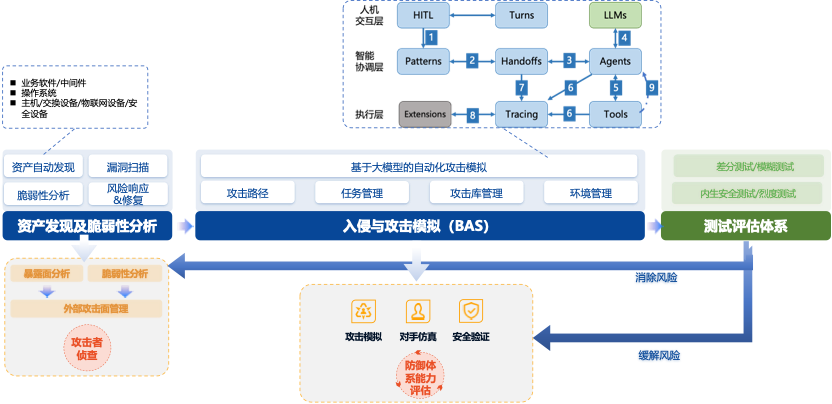 人机
交互层
HITL
Turns
LLMs
1
4
智能
协调层
Patterns
2
Handoffs
3
Agents
7
6
5
9
执行层
Extensions
8
Tracing
6
Tools
业务软件/中间件
操作系统
主机/交换设备/物联网设备/安
全设备
资产自动发现
漏洞扫描
脆弱性分析
风险响应
&修复
资产发现及脆弱性分析
基于大模型的自动化攻击模拟
攻击路径
任务管理
攻击库管理
环境管理
入侵与攻击模拟（BAS）
差分测试/模糊测试
内生安全测试/烈度测试
测试评估体系
暴露面分析
脆弱性分析
外部攻击面管理
攻击者
侦查
消除风险
攻击模拟
对手仿真
安全验证
防御体
系能力
评估
缓解风险